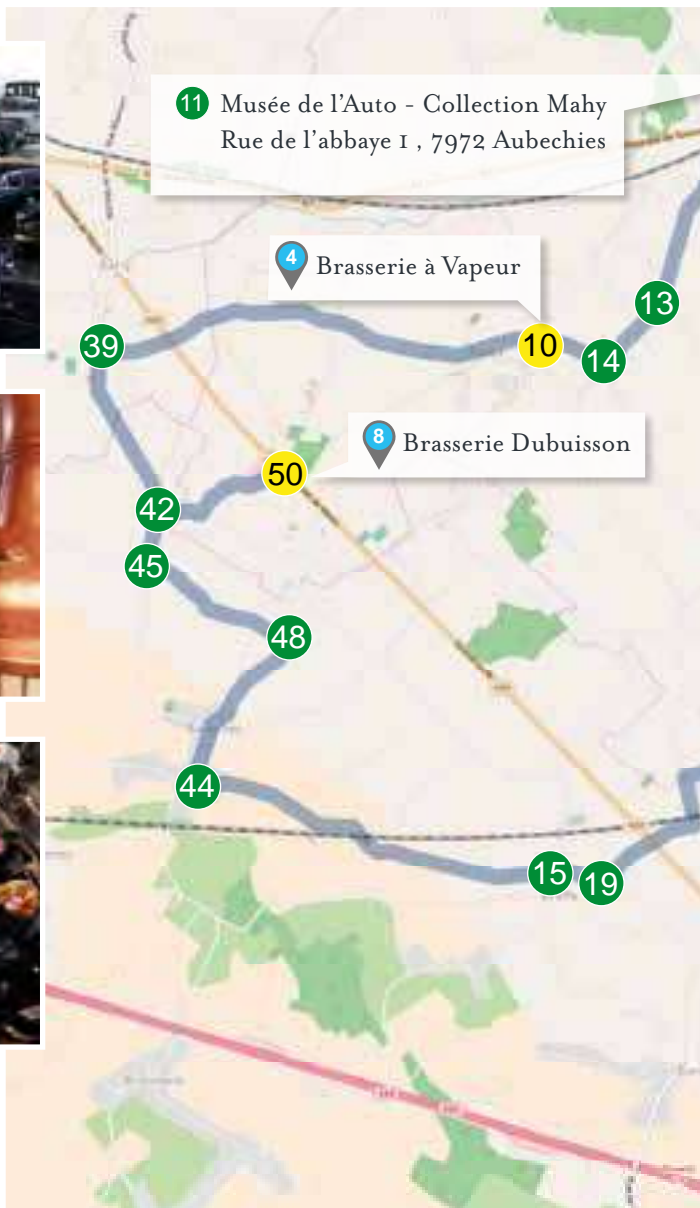 11 Musée de l'Auto - Collection Mahy
Rue de l'abbaye 1 , 7972 Aubechies
4 Brasserie à Vapeur
13
39
10
14
8 Brasserie Dubuisson
50
42
45
48
44
15
19